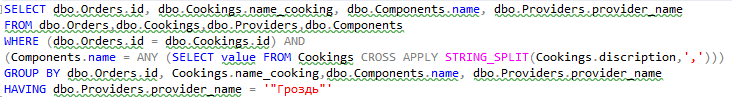 SELECT dbo.Orders.id, dbo.Cookings.name_cooking, dbo.Components.name, dbo.Providers.provider_name
FROM dbo.Orders,dbo.Cookings,dbo.Providers,dbo.Components
WHERE (dbo.Orders.id = dbo.Cookings.id) AND
(Components.name = ANY (SELECT value FROM Cookings CROSS APPLY STRING_SPLIT(Cookings.discription,',')))
GROUP BY dbo.Orders.id, Cookings.name_cooking,dbo.Components.name, dbo.Providers.provider_name
HAVING dbo.Providers.provider_name = '"Гроздь"'